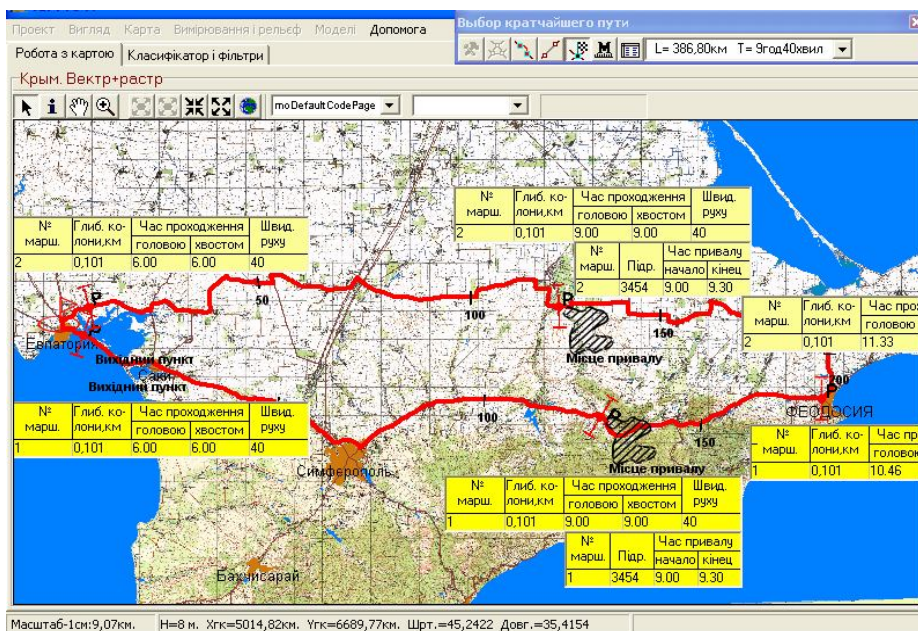 Проект Вигляд Карта Вимірювання і рельєф Моделі Допомога
Выбор кратчайшего пути
L= 386,80км T= 9год40хвил
Робота з картою Класифікатор і фільтри
Крым. Вектр+растр
moDefaultCodePage
№ марш. Глиб. ко-лони,км Час проходження головою хвостом Швид. руху
2 0,101 6.00 6.00 40
№ марш. Глиб. ко-лони,км Час проходження головою хвостом Швид. руху
2 0,101 9.00 9.00 40
№ марш. Підр. Час привалу начало кінец
2 3454 9.00 9.30
№ марш. Глиб. ко-лони,км Час про головою
2 0,101 11.33
50
100
150
200
Р
Р
Р
Р
Р
Евпатория
Вихідний пункт
Саки
Вихідний пункт
Місце привалу
ФЕОДОСИЯ
100
150
Місце привалу
Симферополь
Бахчисарай
№ марш. Глиб. ко-лони,км Час проходження головою хвостом Швид. руху
1 0,101 6.00 6.00 40
№ марш. Глиб. ко-лони,км Час про головою
1 0,101 10.46
№ марш. Глиб. ко-лони,км Час проходження головою хвостом Швид. руху
1 0,101 9.00 9.00 40
№ марш. Підр. Час привалу начало кінец
1 3454 9.00 9.30
Масштаб-1см:9,07км. H=8 м. Xгк=5014,82км. Yгк=6689,77км. Шрт.=45,2422 Довг.=35,4154